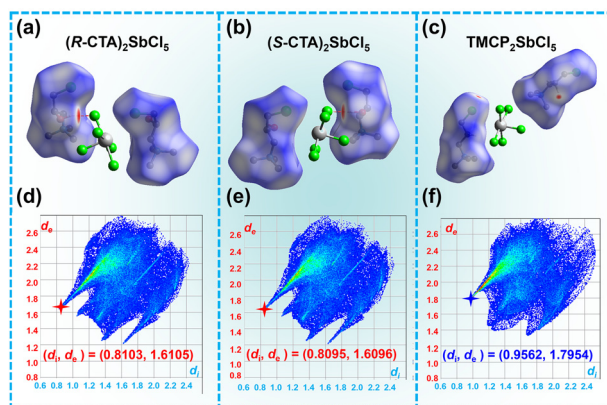 (a)
(R-CTA)₂SbCl₅
(b)
(S-CTA)₂SbCl₅
(c)
TMCP₂SbCl₅
(d)
dₑ
2.6
2.4
2.2
2.0
1.8
1.6
1.4
1.2
1.0
0.8
(dᵢ, dₑ) = (0.8103, 1.6105)
dᵢ
0.6 0.8 1.0 1.2 1.4 1.6 1.8 2.0 2.2 2.4
(e)
dₑ
2.6
2.4
2.2
2.0
1.8
1.6
1.4
1.2
1.0
0.8
(dᵢ, dₑ) = (0.8095, 1.6096)
dᵢ
0.6 0.8 1.0 1.2 1.4 1.6 1.8 2.0 2.2 2.4
(f)
dₑ
2.6
2.4
2.2
2.0
1.8
1.6
1.4
1.2
1.0
0.8
(dᵢ, dₑ) = (0.9562, 1.7954)
dᵢ
0.6 0.8 1.0 1.2 1.4 1.6 1.8 2.0 2.2 2.4